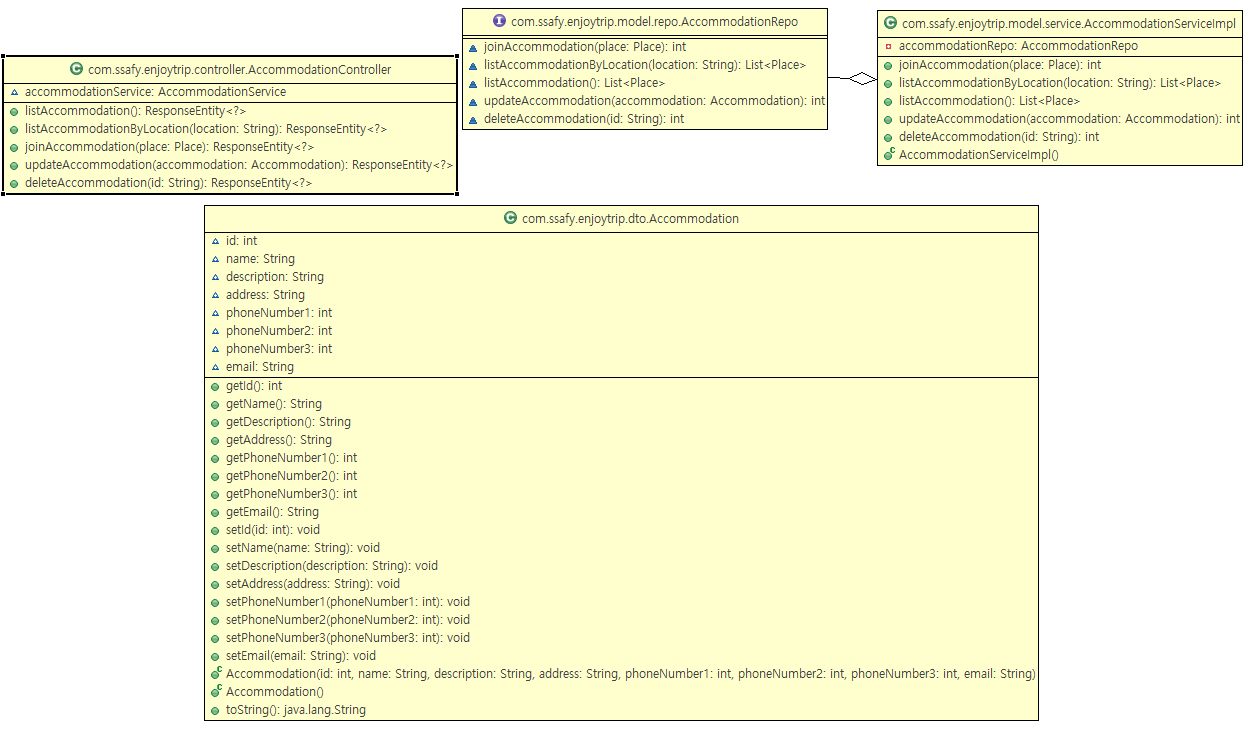 com.ssafy.enjoytrip.controller.AccommodationController
accommodationService: AccommodationService
listAccommodation(): ResponseEntity<?>
listAccommodationByLocation(location: String): ResponseEntity<?>
joinAccommodation(place: Place): ResponseEntity<?>
updateAccommodation(accommodation: Accommodation): ResponseEntity<?>
deleteAccommodation(id: String): ResponseEntity<?>
com.ssafy.enjoytrip.model.repo.AccommodationRepo
joinAccommodation(place: Place): int
listAccommodationByLocation(location: String): List<Place>
listAccommodation(): List<Place>
updateAccommodation(accommodation: Accommodation): int
deleteAccommodation(id: String): int
com.ssafy.enjoytrip.model.service.AccommodationServiceImpl
accommodationRepo: AccommodationRepo
joinAccommodation(place: Place): int
listAccommodationByLocation(location: String): List<Place>
listAccommodation(): List<Place>
updateAccommodation(accommodation: Accommodation): int
deleteAccommodation(id: String): int
AccommodationServiceImpl()
com.ssafy.enjoytrip.dto.Accommodation
id: int
name: String
description: String
address: String
phoneNumber1: int
phoneNumber2: int
phoneNumber3: int
email: String
getId(): int
getName(): String
getDescription(): String
getAddress(): String
getPhoneNumber1(): int
getPhoneNumber2(): int
getPhoneNumber3(): int
getEmail(): String
setId(id: int): void
setName(name: String): void
setDescription(description: String): void
setAddress(address: String): void
setPhoneNumber1(phoneNumber1: int): void
setPhoneNumber2(phoneNumber2: int): void
setPhoneNumber3(phoneNumber3: int): void
setEmail(email: String): void
Accommodation(id: int, name: String, description: String, address: String, phoneNumber1: int, phoneNumber2: int, phoneNumber3: int, email: String)
Accommodation()
toString(): java.lang.String